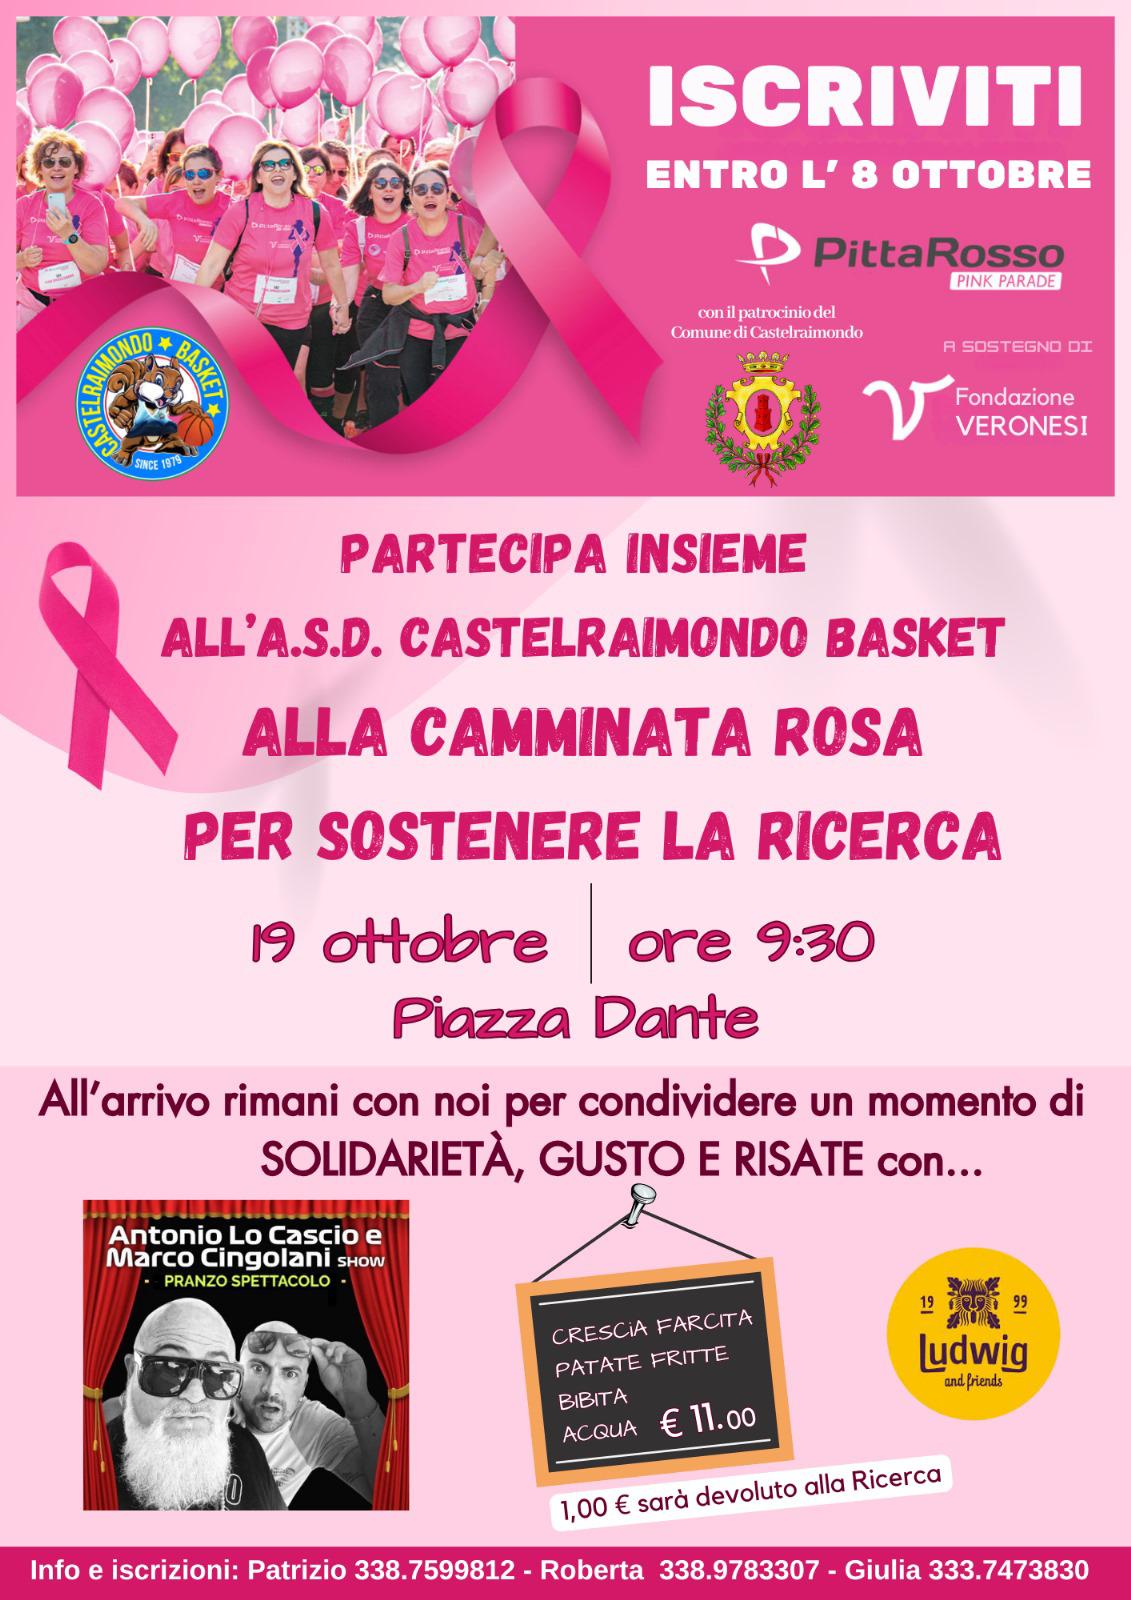 ISCRIVITI
ENTRO L' 8 OTTOBRE
PittaRosso
PINK PARADE
con il patrocinio del
Comune di Castelraimondo
A SOSTEGNO DI
Fondazione
VERONESI
CASTELRAIMONDO ★ BASKET ★
SINCE 1979
PARTECIPA INSIEME
ALL'A.S.D. CASTELRAIMONDO BASKET
ALLA CAMMINATA ROSA
PER SOSTENERE LA RICERCA
19 ottobre | ore 9:30
Piazza Dante
All'arrivo rimani con noi per condividere un momento di
SOLIDARIETÀ, GUSTO E RISATE con...
Antonio Lo Cascio e
Marco Cingolani SHOW
- PRANZO SPETTACOLO -
CRESCiA FARCITA
PATATE FRITTE
BIBITA
ACQUA € 11.00
1,00 € sarà devoluto alla Ricerca
19 99
Ludwig
and friends
Info e iscrizioni: Patrizio 338.7599812 - Roberta 338.9783307 - Giulia 333.7473830